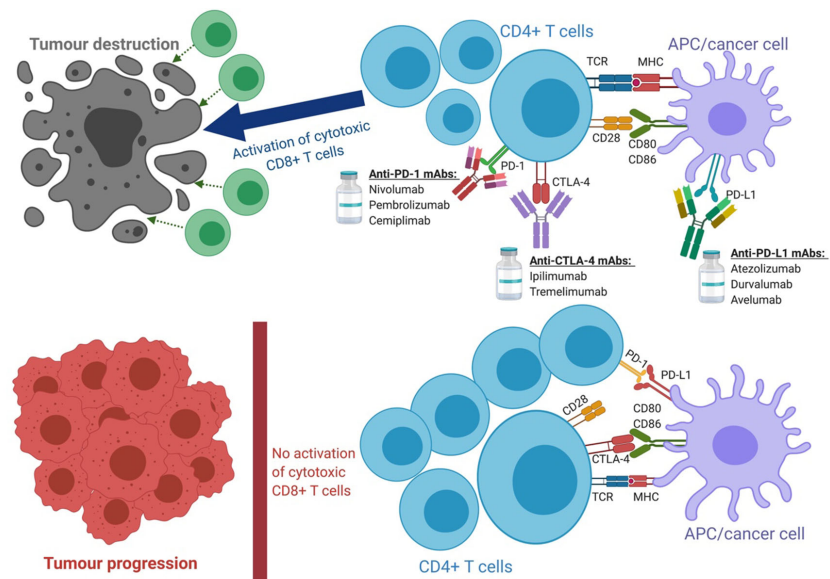 Tumour destruction
CD4+ T cells
APC/cancer cell
TCR
MHC
CD28
CD80
CD86
Activation of cytotoxic
CD8+ T cells
PD-1
CTLA-4
PD-L1
Anti-PD-1 mAbs:
Nivolumab
Pembrolizumab
Cemiplimab
Anti-CTLA-4 mAbs:
Ipilimumab
Tremelimumab
Anti-PD-L1 mAbs:
Atezolizumab
Durvalumab
Avelumab
PD-1
PD-L1
CD28
CD80
CD86
CTLA-4
TCR
MHC
No activation
of cytotoxic
CD8+ T cells
APC/cancer cell
Tumour progression
CD4+ T cells